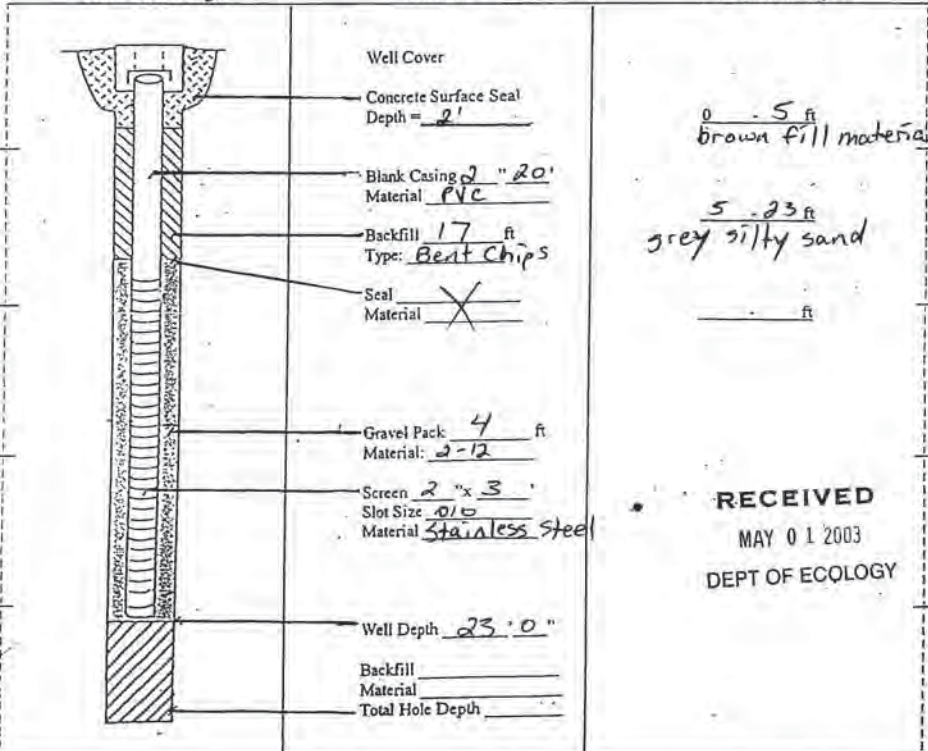 Well Cover
Concrete Surface Seal
Depth = 2'
Blank Casing 2 " 20'
Material PVC
Backfill 17 ft
Type: Bent Chips
Seal
Material
Gravel Pack 4 ft
Material: 2-12
Screen 2 "x 3 '
Slot Size .010
Material Stainless Steel
Well Depth 23 ' 0 "
Backfill
Material
Total Hole Depth
0 - 5 ft
brown fill materia
5 - 23 ft
grey silty sand
ft
RECEIVED
MAY 01 2003
DEPT OF ECOLOGY